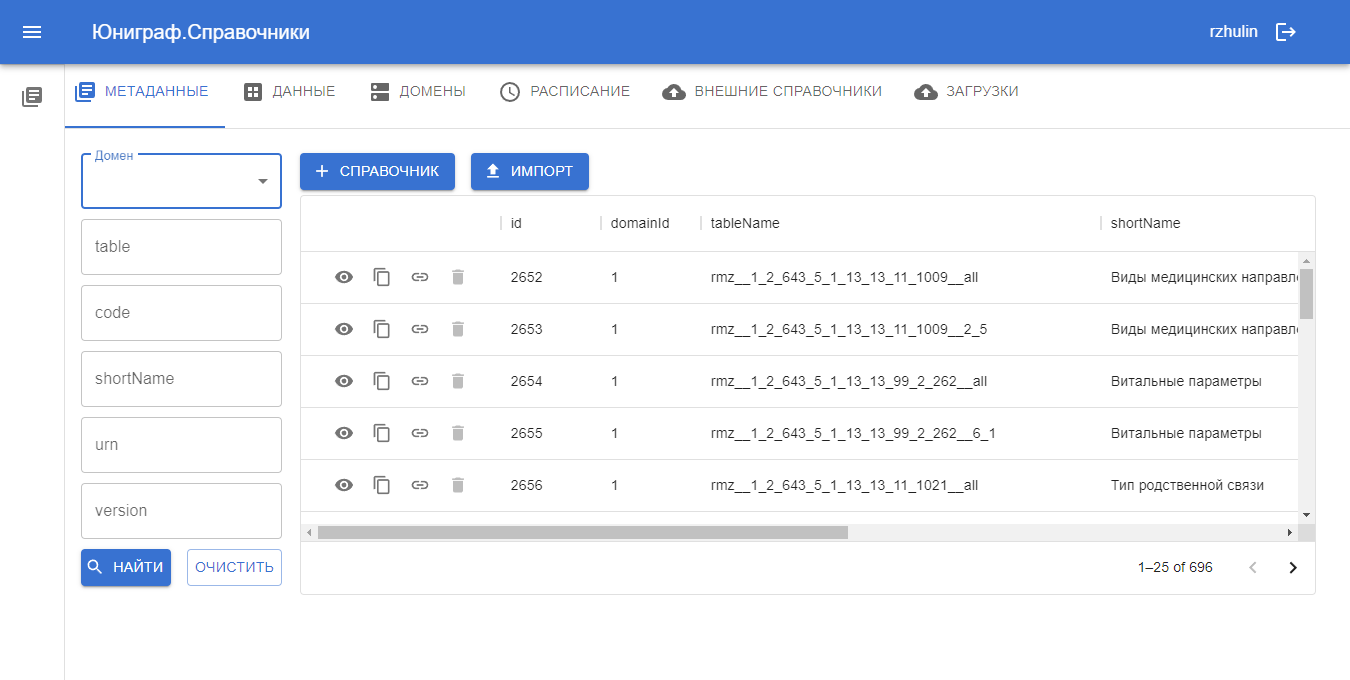 Юниграф.Справочники
rzhulin
МЕТАДАННЫЕ ДАННЫЕ ДОМЕНЫ РАСПИСАНИЕ ВНЕШНИЕ СПРАВОЧНИКИ ЗАГРУЗКИ
Домен
table
code
shortName
urn
version
НАЙТИ ОЧИСТИТЬ
СПРАВОЧНИК ИМПОРТ
id domainId tableName shortName
2652 1 rmz__1_2_643_5_1_13_13_11_1009__all Виды медицинских направле
2653 1 rmz__1_2_643_5_1_13_13_11_1009__2_5 Виды медицинских направле
2654 1 rmz__1_2_643_5_1_13_13_99_2_262__all Витальные параметры
2655 1 rmz__1_2_643_5_1_13_13_99_2_262__6_1 Витальные параметры
2656 1 rmz__1_2_643_5_1_13_13_11_1021__all Тип родственной связи
1–25 of 696